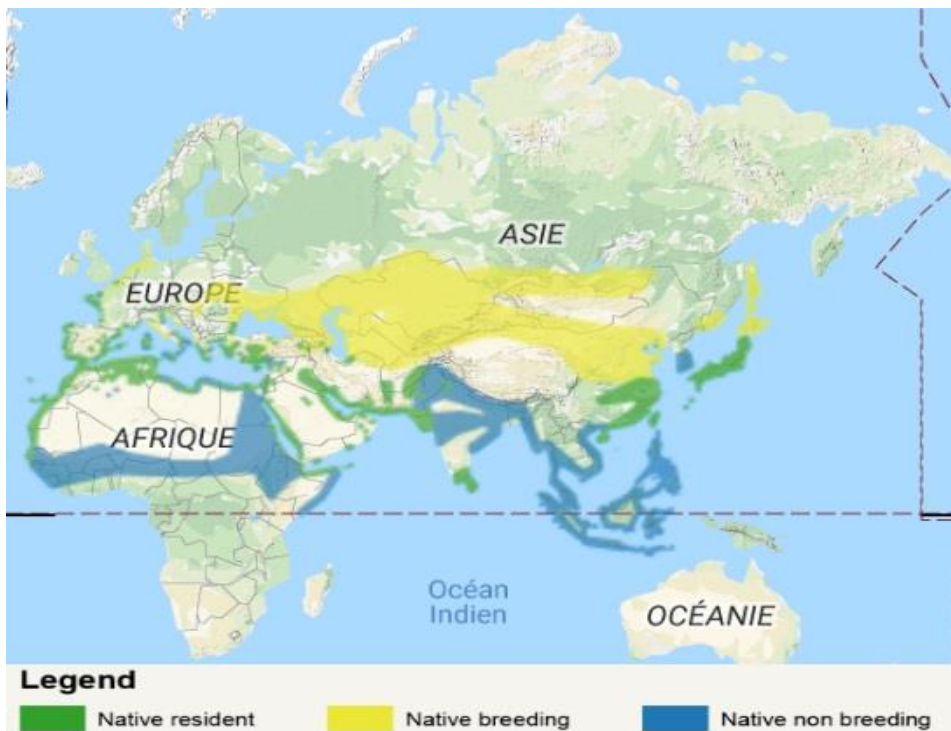 ASIE
EUROPE
AFRIQUE
Océan
Indien
OCÉANIE
Legend
Native resident
Native breeding
Native non breeding